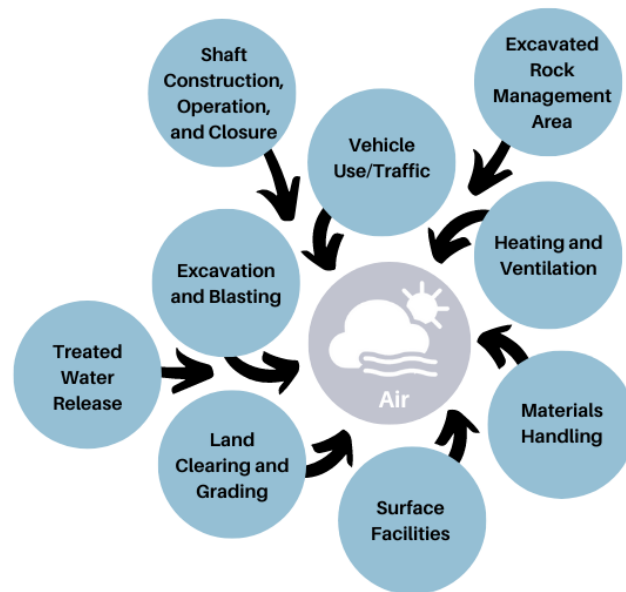 Shaft
Construction,
Operation,
and Closure
Excavated
Rock
Management
Area
Vehicle
Use/Traffic
Heating and
Ventilation
Excavation
and Blasting
Treated
Water
Release
Air
Materials
Handling
Land
Clearing and
Grading
Surface
Facilities